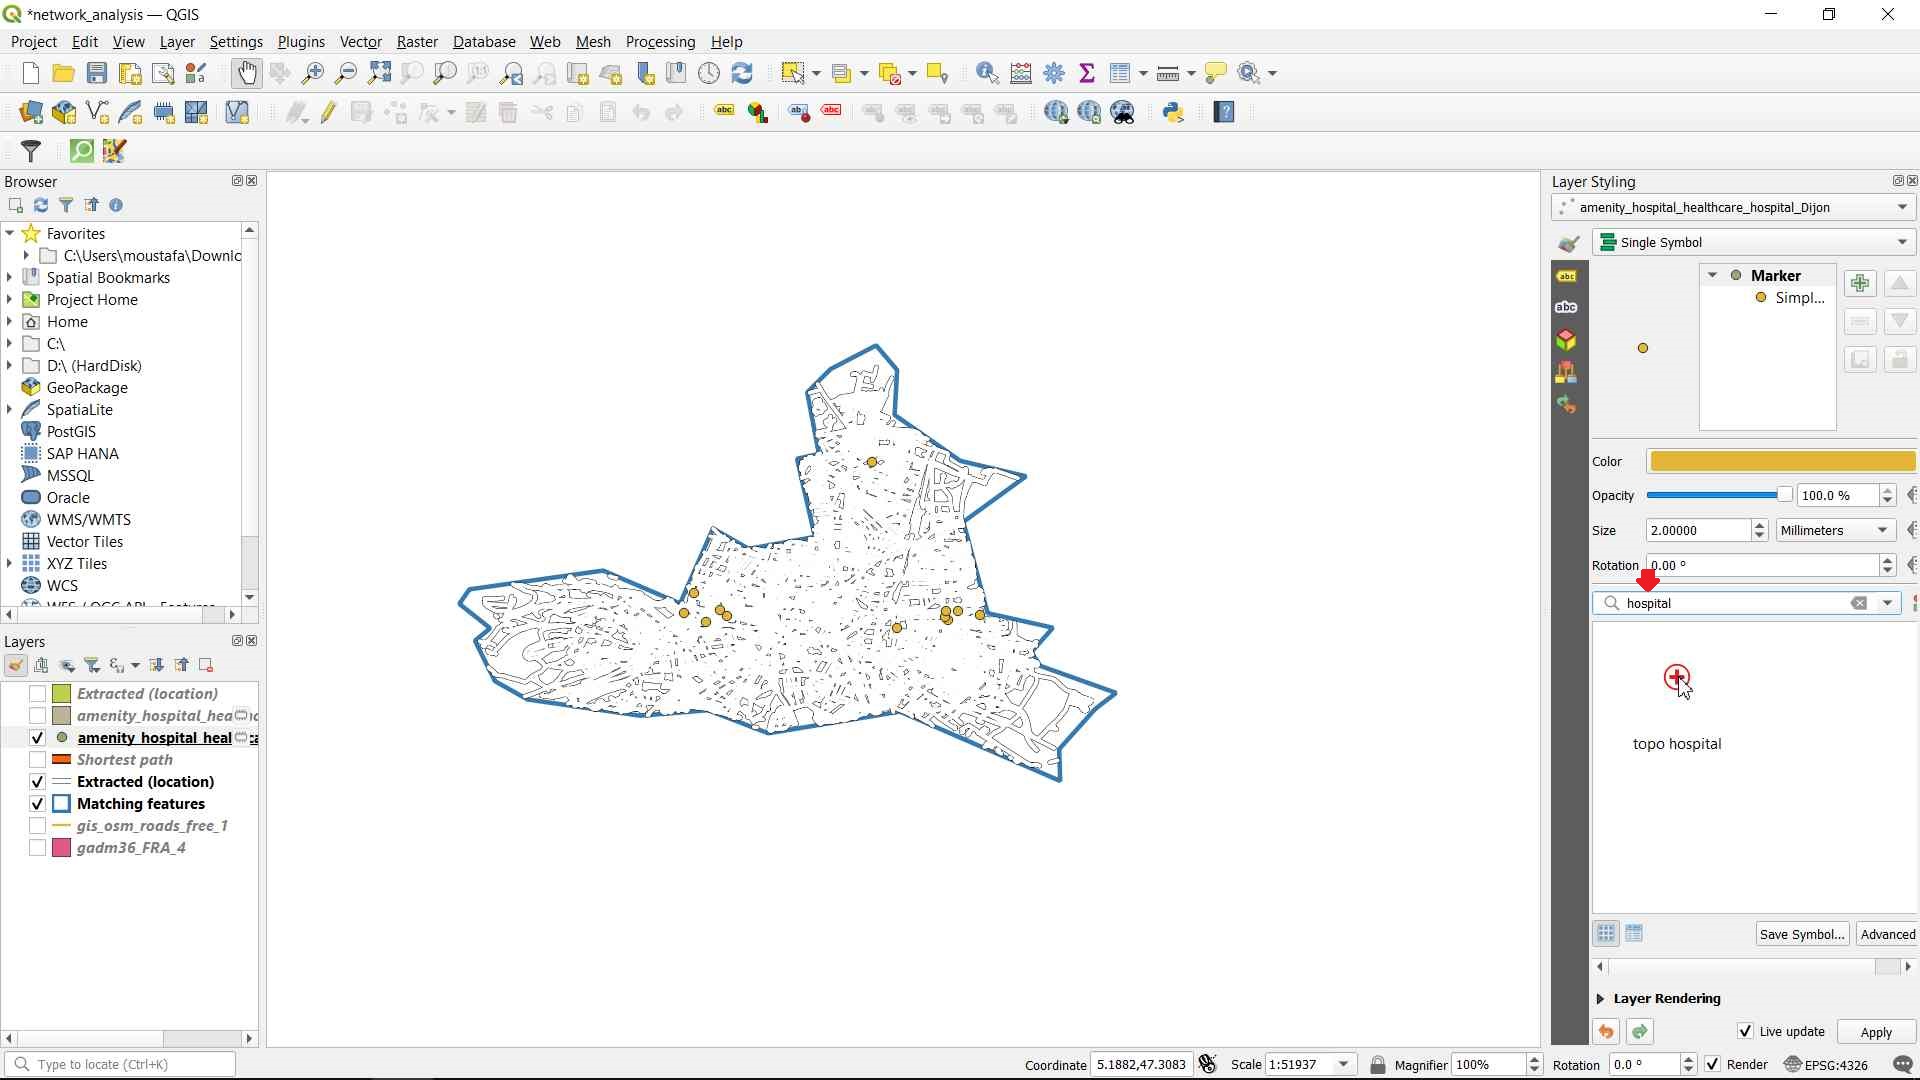 *network_analysis — QGIS
Project Edit View Layer Settings Plugins Vector Raster Database Web Mesh Processing Help
Browser
Favorites
C:\Users\moustafa\Downlc
Spatial Bookmarks
Project Home
Home
C:\
D:\ (HardDisk)
GeoPackage
SpatiaLite
PostGIS
SAP HANA
MSSQL
Oracle
WMS/WMTS
Vector Tiles
XYZ Tiles
WCS
Layers
Extracted (location)
amenity_hospital_hea
amenity hospital heal
Shortest path
Extracted (location)
Matching features
gis_osm_roads_free_1
gadm36_FRA_4
Type to locate (Ctrl+K)
Layer Styling
amenity_hospital_healthcare_hospital_Dijon
Single Symbol
Marker
Simpl...
Color
Opacity 100.0 %
Size 2.00000 Millimeters
Rotation 0.00 °
hospital
topo hospital
Save Symbol... Advanced
Layer Rendering
Live update Apply
Coordinate 5.1882,47.3083 Scale 1:51937 Magnifier 100% Rotation 0.0 ° Render EPSG:4326